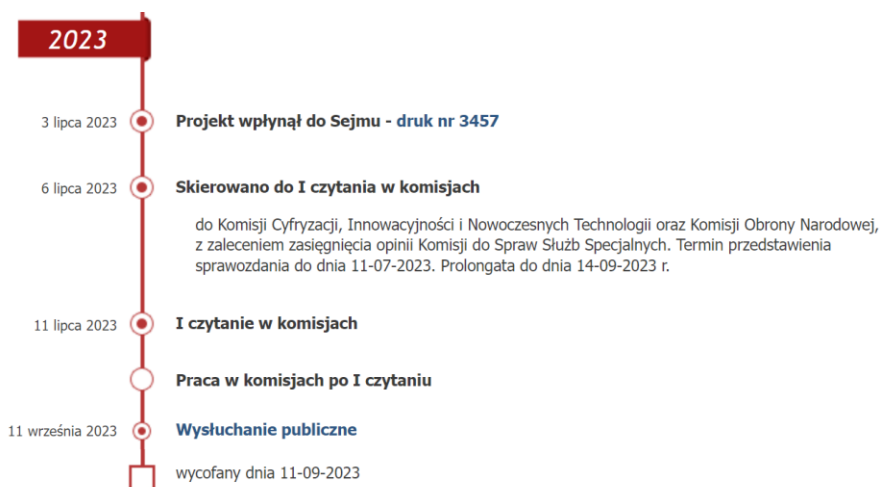 2023
3 lipca 2023
Projekt wpłynął do Sejmu - druk nr 3457
6 lipca 2023
Skierowano do I czytania w komisjach
do Komisji Cyfryzacji, Innowacyjności i Nowoczesnych Technologii oraz Komisji Obrony Narodowej,
z zaleceniem zasięgnięcia opinii Komisji do Spraw Służb Specjalnych. Termin przedstawienia
sprawozdania do dnia 11-07-2023. Prolongata do dnia 14-09-2023 r.
11 lipca 2023
I czytanie w komisjach
Praca w komisjach po I czytaniu
11 września 2023
Wysłuchanie publiczne
wycofany dnia 11-09-2023